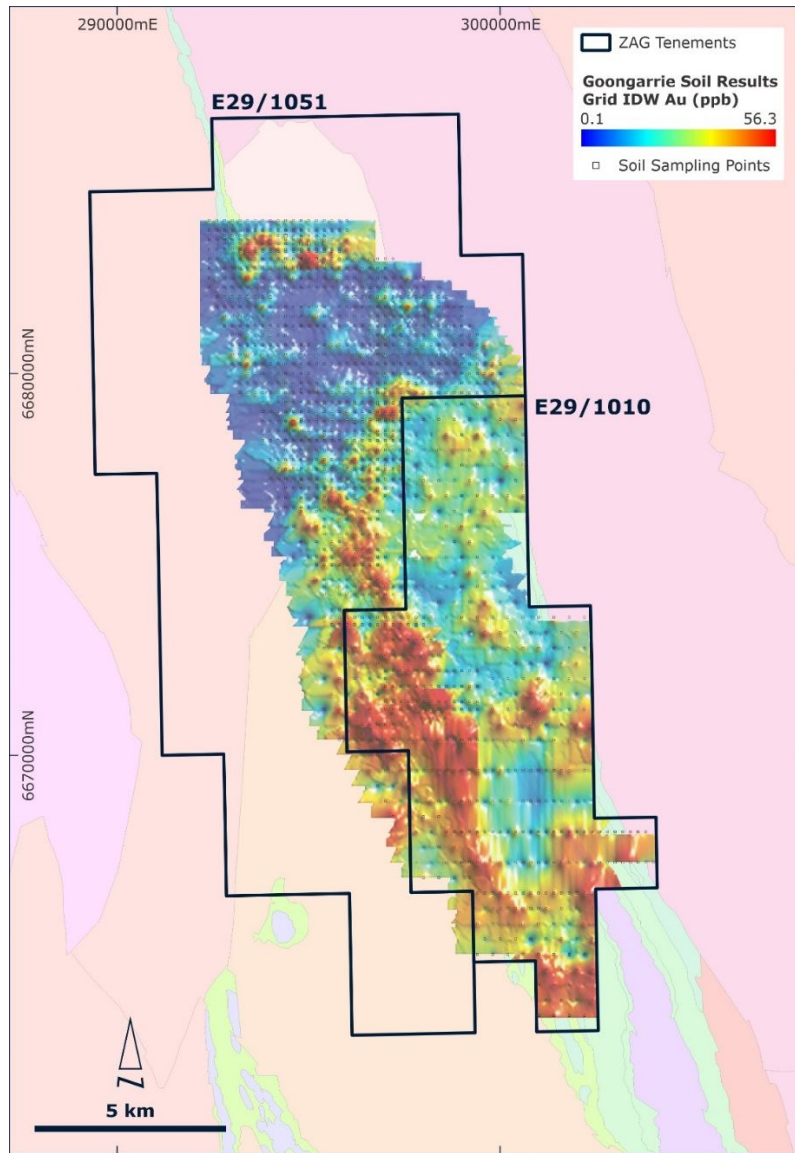 290000mE
300000mE
ZAG Tenements
Goongarrie Soil Results
Grid IDW Au (ppb)
0.1 56.3
Soil Sampling Points
E29/1051
6680000mN
E29/1010
6670000mN
N
5 km